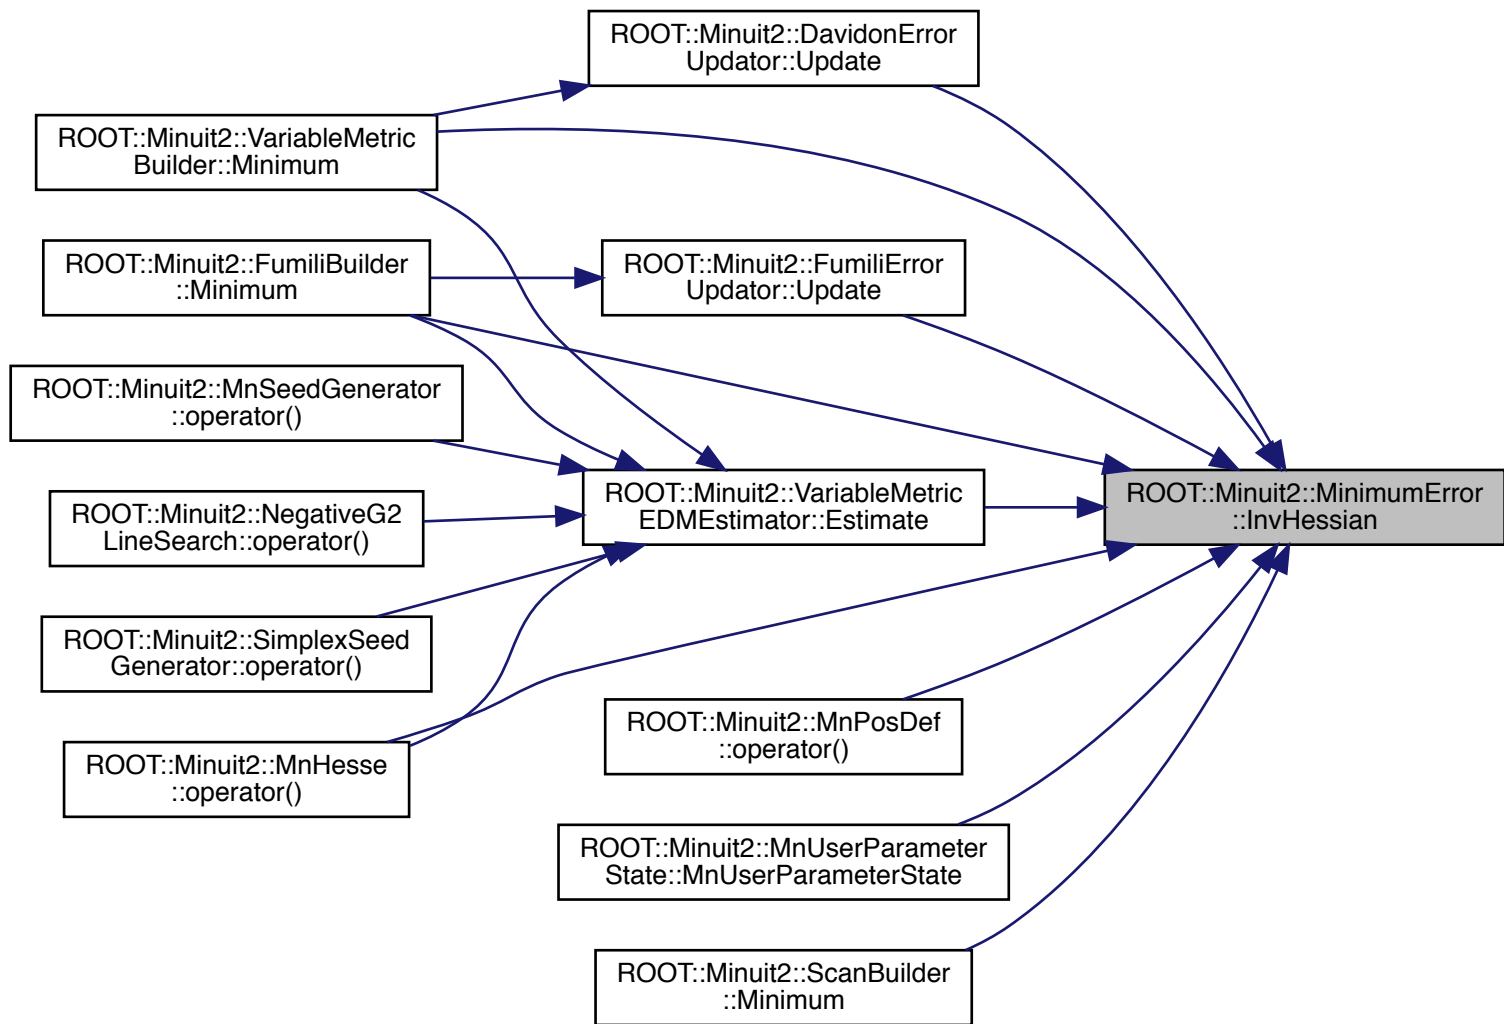 ROOT::Minuit2::DavidonError
Updator::Update
ROOT::Minuit2::VariableMetric
Builder::Minimum
ROOT::Minuit2::FumiliBuilder
::Minimum
ROOT::Minuit2::FumiliError
Updator::Update
ROOT::Minuit2::MnSeedGenerator
::operator()
ROOT::Minuit2::VariableMetric
EDMEstimator::Estimate
ROOT::Minuit2::MinimumError
::InvHessian
ROOT::Minuit2::NegativeG2
LineSearch::operator()
ROOT::Minuit2::SimplexSeed
Generator::operator()
ROOT::Minuit2::MnPosDef
::operator()
ROOT::Minuit2::MnHesse
::operator()
ROOT::Minuit2::MnUserParameter
State::MnUserParameterState
ROOT::Minuit2::ScanBuilder
::Minimum